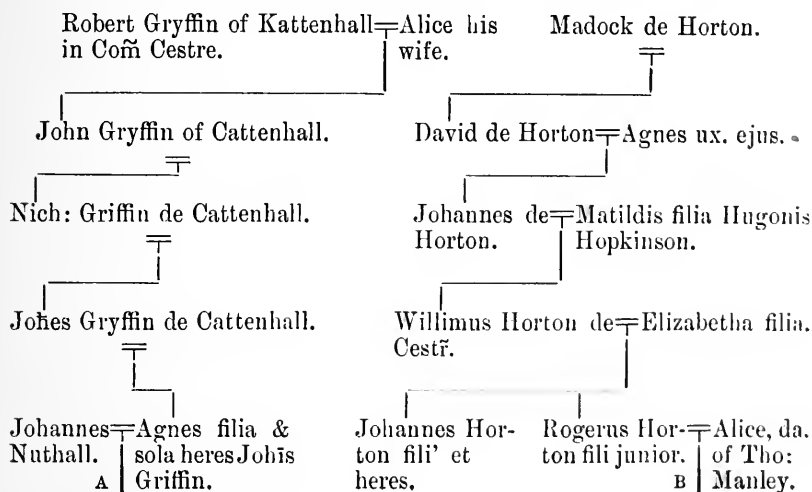 Robert Gryffin of Kattenhall=Alice his Madock de Horton.
in Com̃ Cestre. wife.
John Gryffin of Cattenhall. David de Horton=Agnes ux. ejus.
Nich: Griffin de Cattenhall. Johannes de=Matildis filia Hugonis
Horton. Hopkinson.
Johes Gryffin de Cattenhall. Willimus Horton de=Elizabetha filia.
Cestr̃.
Johannes=Agnes filia & Johannes Hor- Rogerus Hor-=Alice, da.
Nuthall. sola heres Johīs ton fili' et ton fili junior. of Tho:
A Griffin. heres. B Manley.